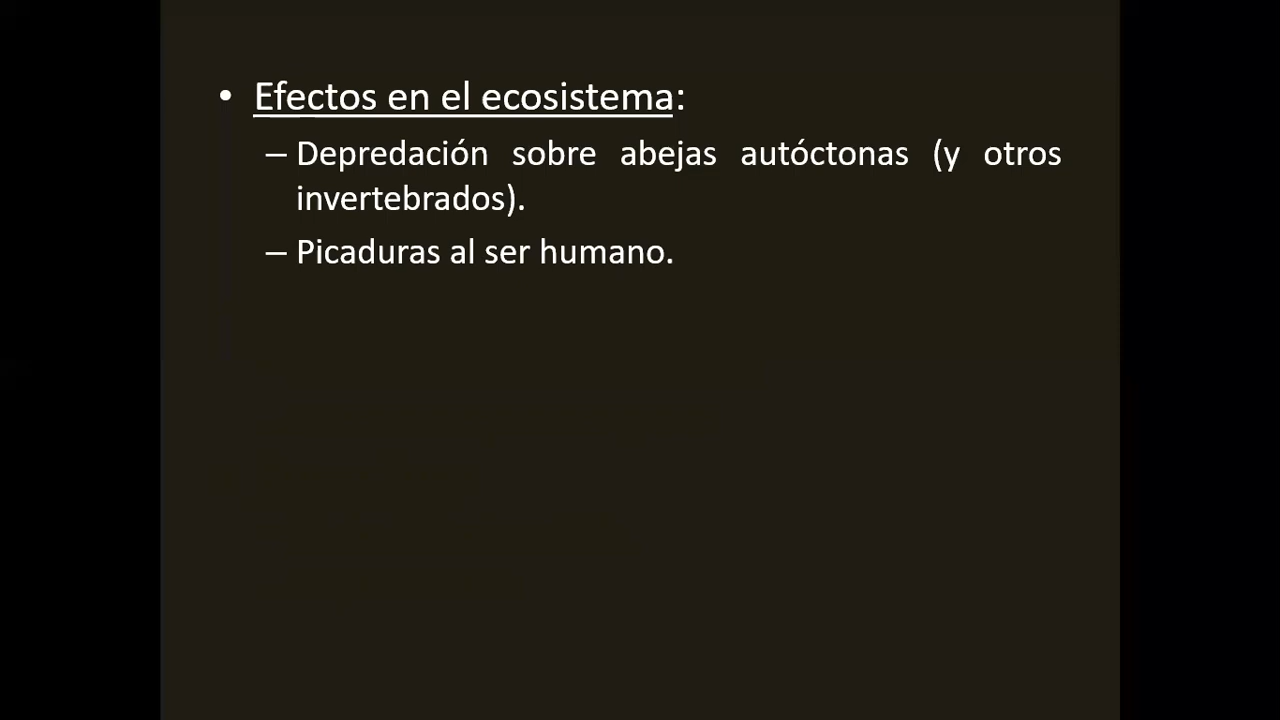 • Efectos en el ecosistema:
– Depredación sobre abejas autóctonas (y otros
invertebrados).
– Picaduras al ser humano.